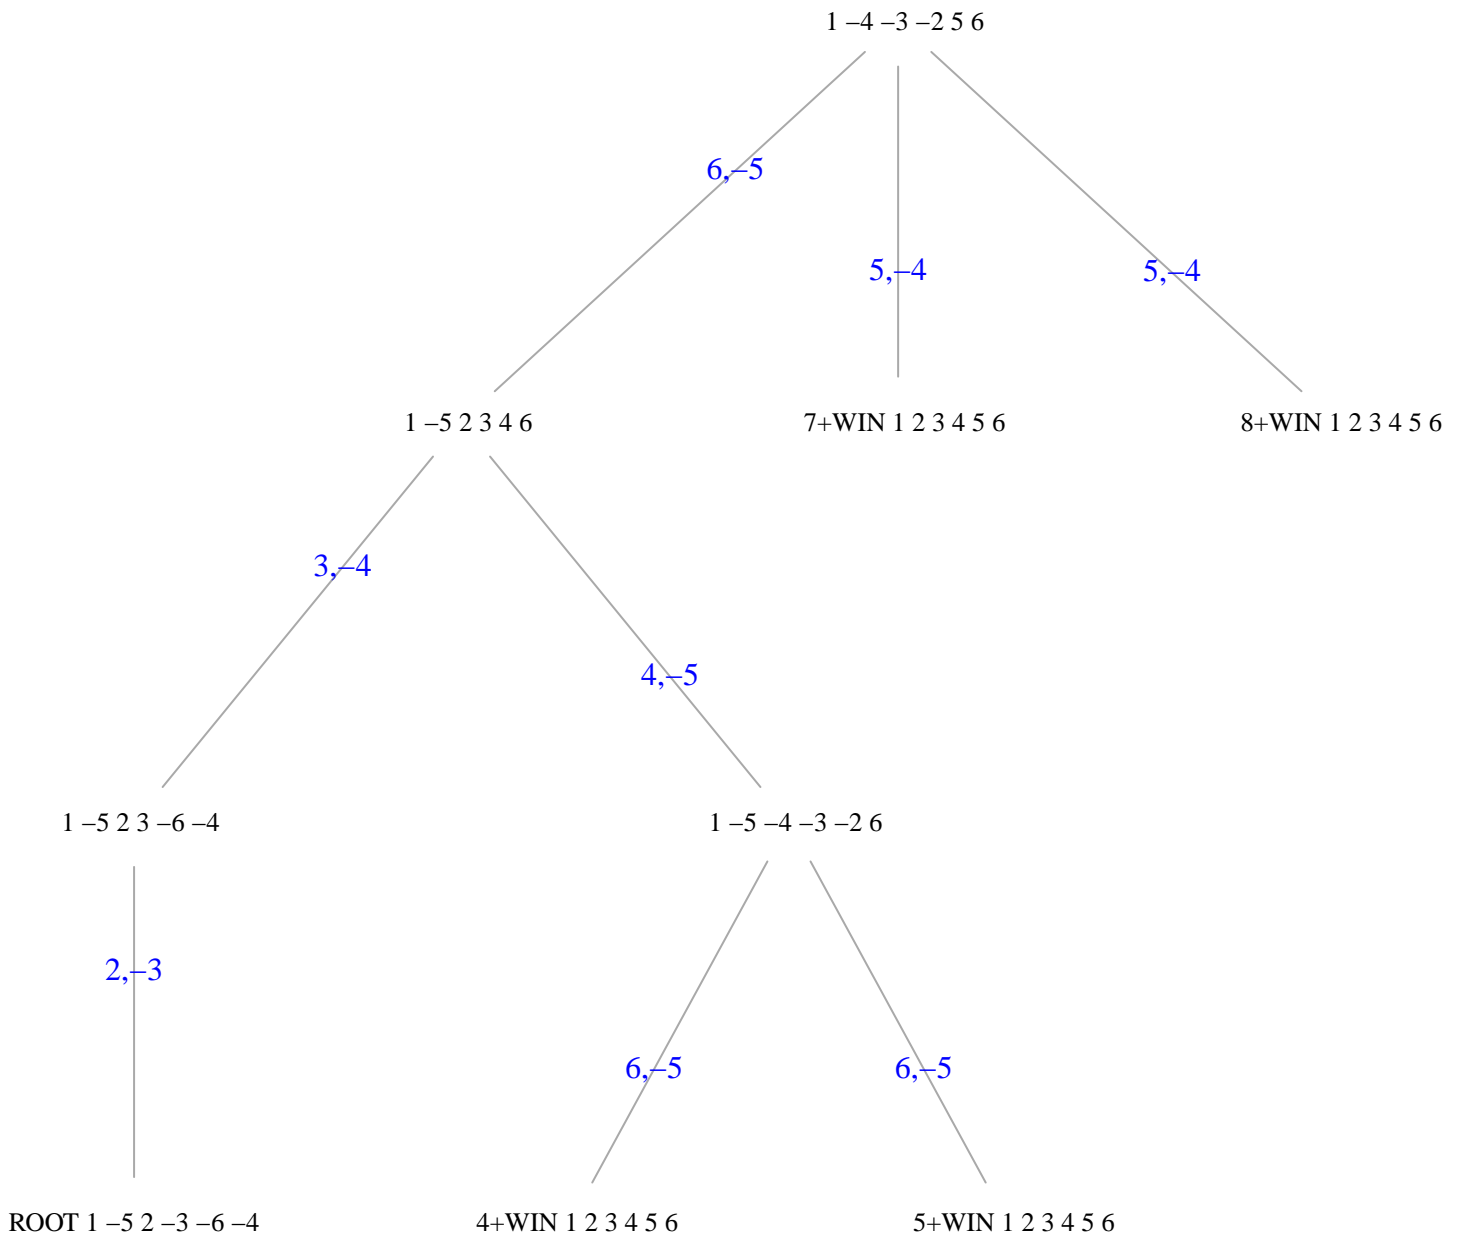 1 –4 –3 –2 5 6
6,–5
5,–4
5,–4
1 –5 2 3 4 6
7+WIN 1 2 3 4 5 6
8+WIN 1 2 3 4 5 6
3,–4
4,–5
1 –5 2 3 –6 –4
1 –5 –4 –3 –2 6
2,–3
6,–5
6,–5
ROOT 1 –5 2 –3 –6 –4
4+WIN 1 2 3 4 5 6
5+WIN 1 2 3 4 5 6